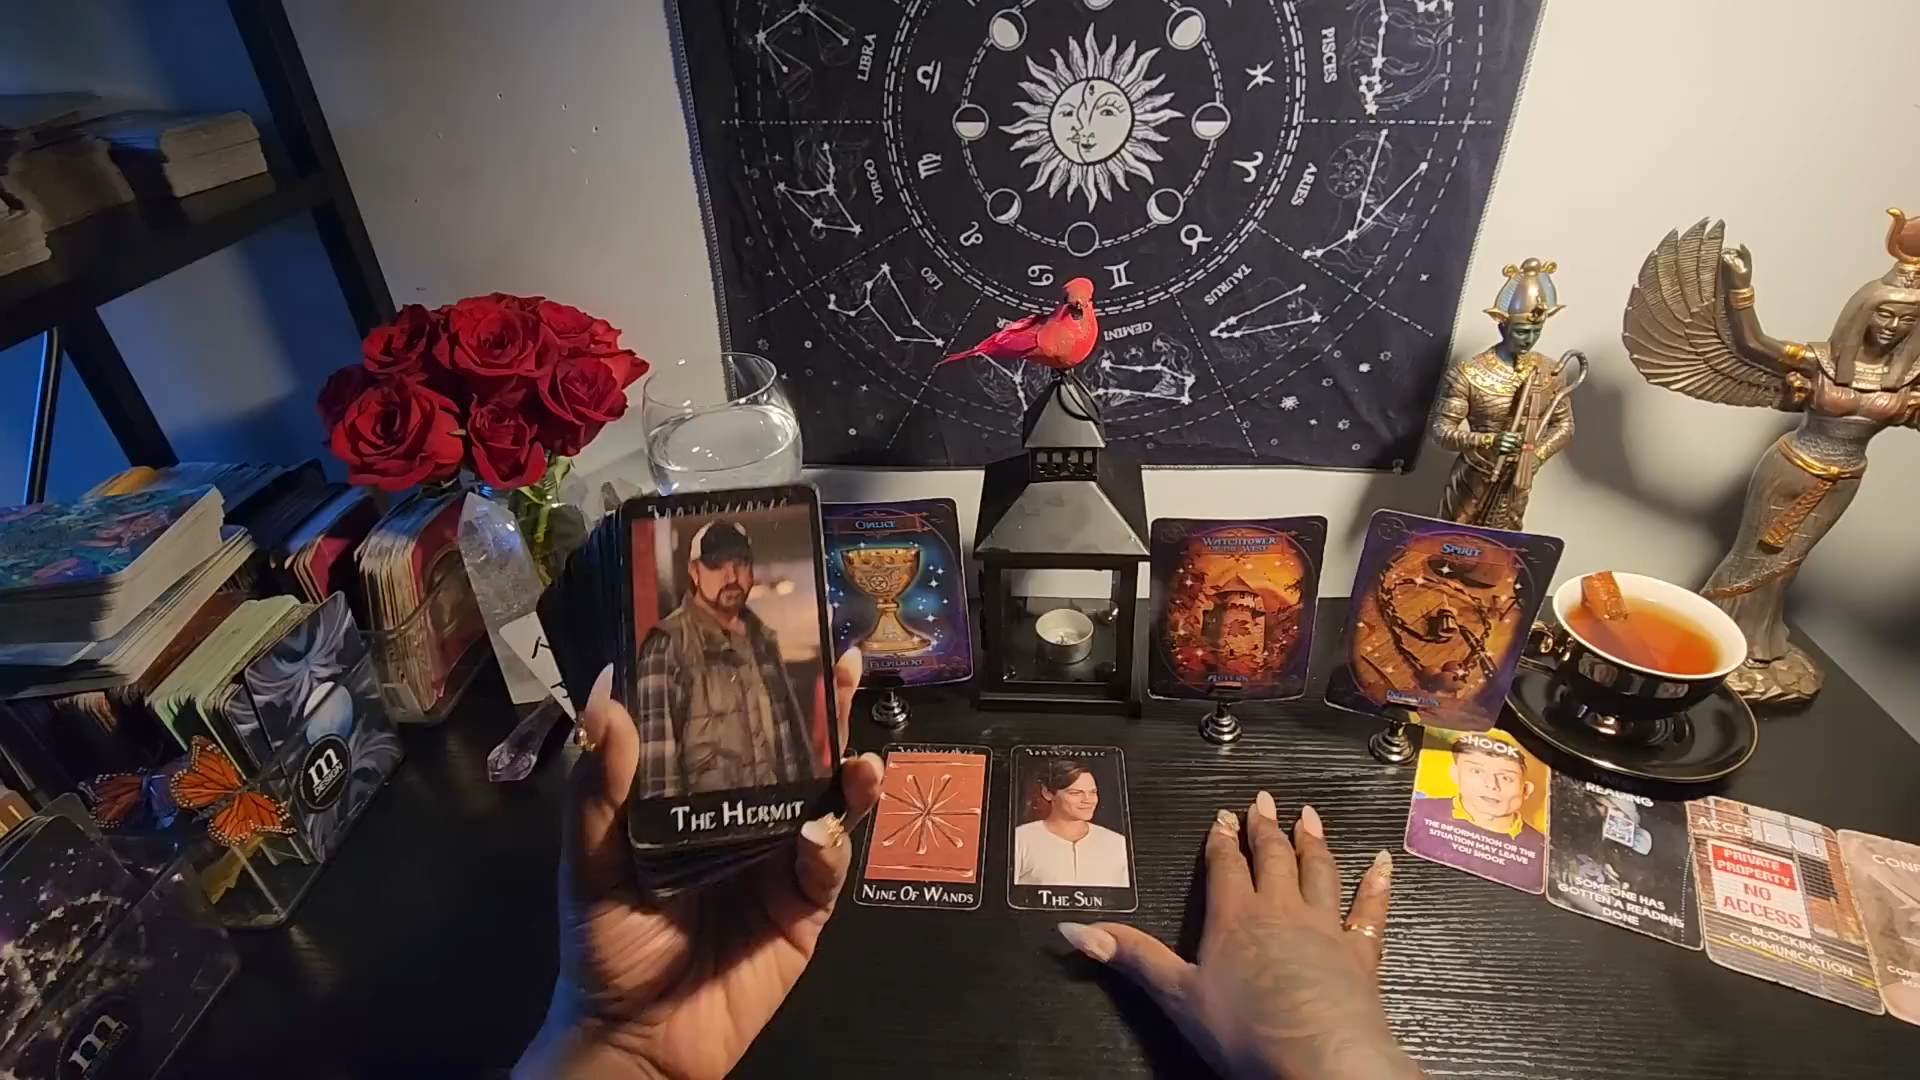 LIBRA
PISCES
VIRGO
ARIES
LEO
TAURUS
GEMINI
CHALICE
WATCHTOWER
OF THE WEST
SPIRIT
m
DESIGN
THE HERMIT
NINE OF WANDS
THE SUN
SHOOK
THE INFORMATION OR THE
SITUATION MAY LEAVE
YOU SHOOK
READING
SOMEONE HAS
GOTTEN A READING
DONE
PRIVATE
PROPERTY
NO
ACCESS
BLOCKING
COMMUNICATION
m